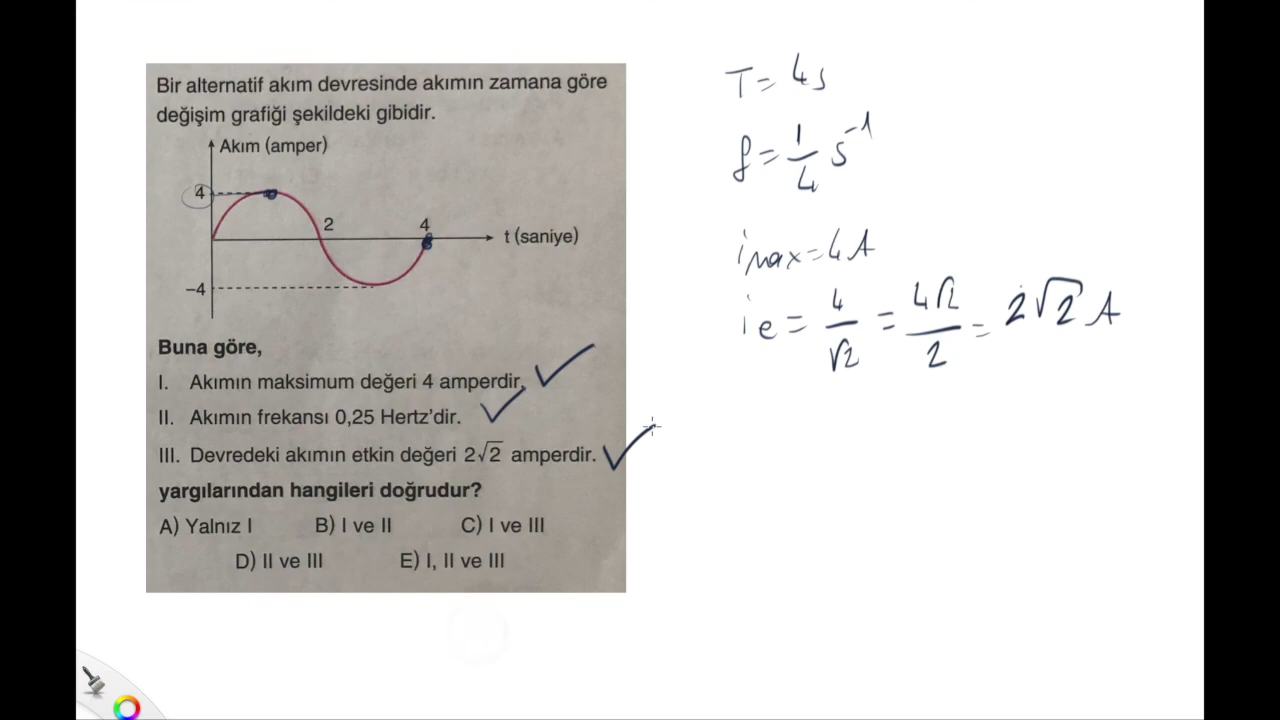 Bir alternatif akım devresinde akımın zamana göre
değişim grafiği şekildeki gibidir.
Akım (amper)
4
2
4
t (saniye)
−4
Buna göre,
I. Akımın maksimum değeri 4 amperdir.
II. Akımın frekansı 0,25 Hertz'dir.
III. Devredeki akımın etkin değeri 2√2 amperdir.
yargılarından hangileri doğrudur?
A) Yalnız I B) I ve II C) I ve III
D) II ve III E) I, II ve III
T = 4s
f = 1/4 s⁻¹
imax = 4A
ie = 4/√2 = 4√2/2 = 2√2 A